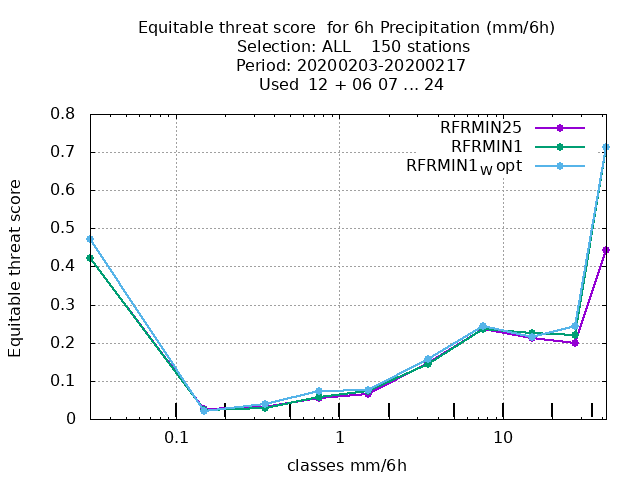 Equitable threat score  for 6h Precipitation (mm/6h)
Selection: ALL    150 stations
Period: 20200203-20200217
Used  12 + 06 07 ... 24
RFRMIN25
RFRMIN1
RFRMIN1w opt
0.8
0.7
0.6
0.5
0.4
0.3
0.2
0.1
0
Equitable threat score
0.1 1 10
classes mm/6h